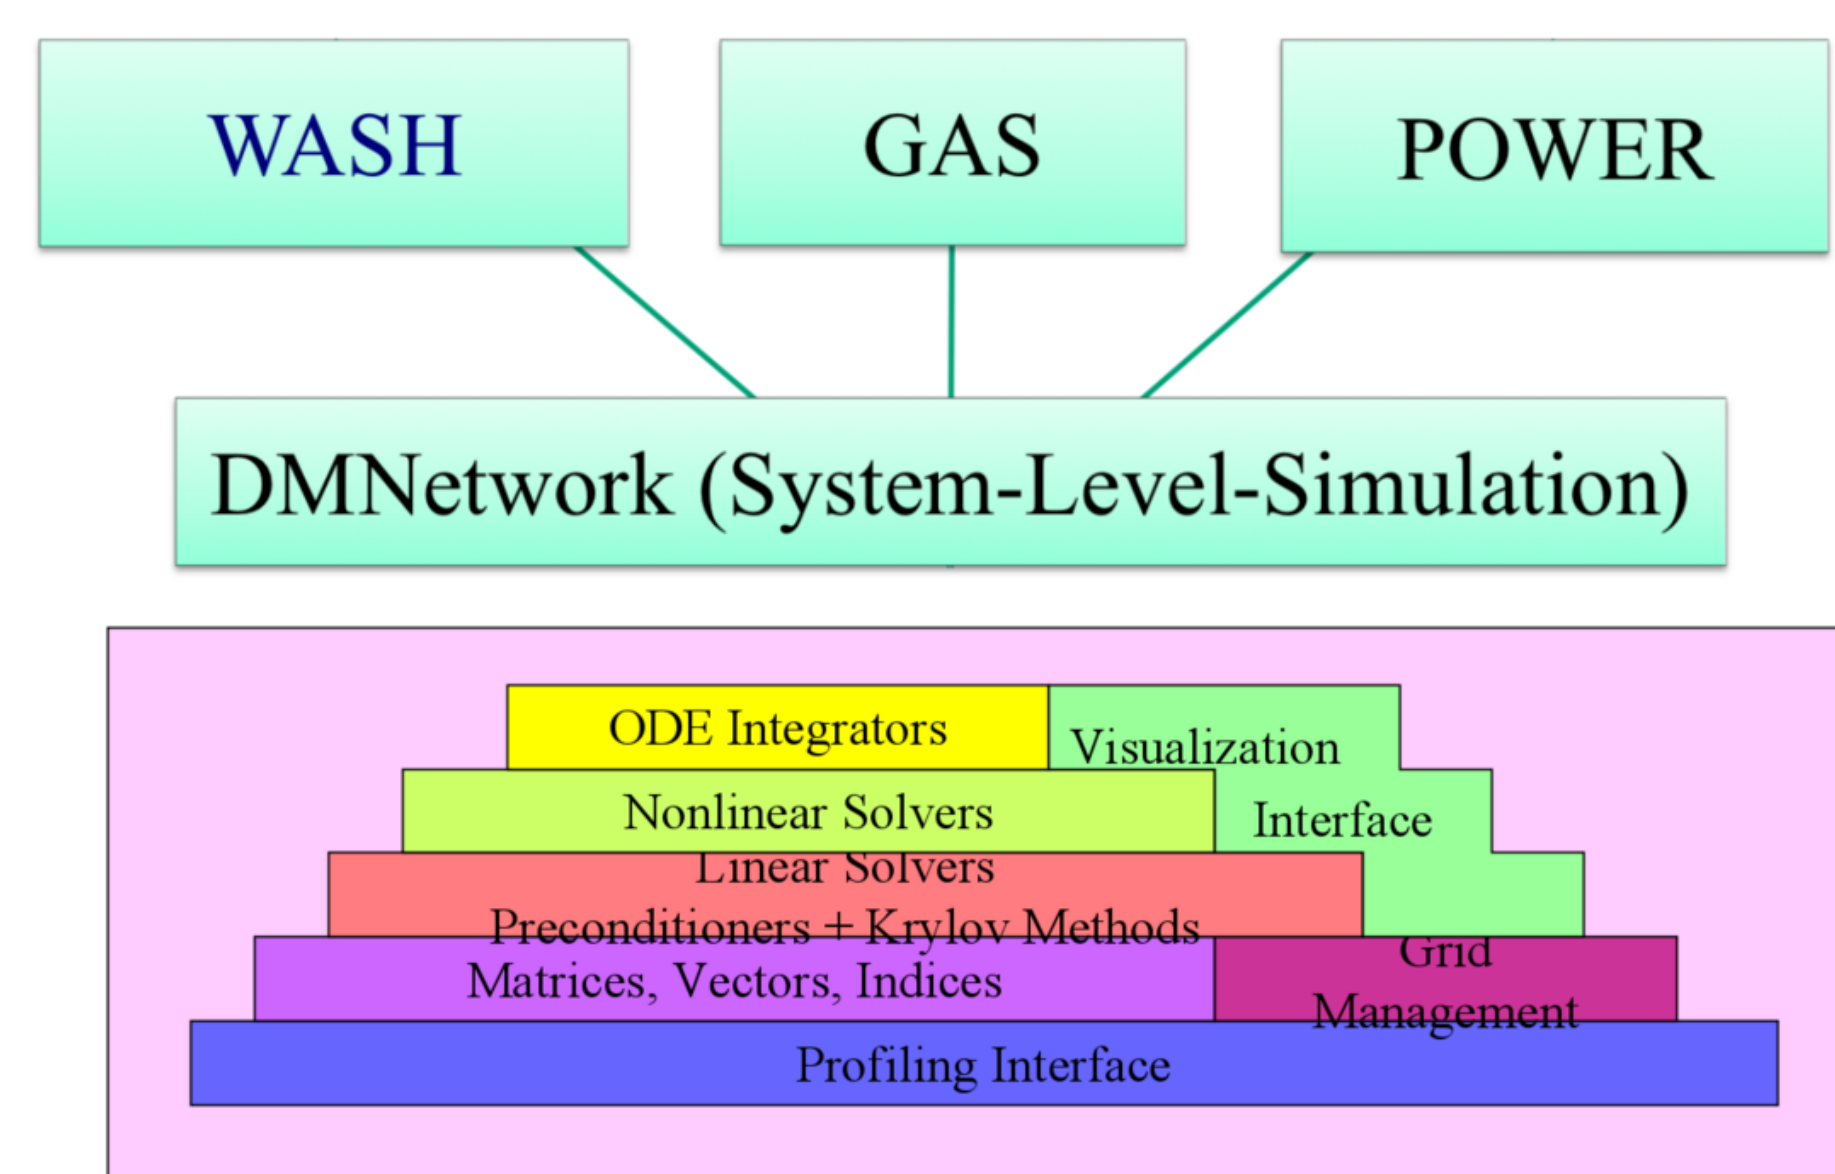 WASH
GAS
POWER
DMNetwork (System-Level-Simulation)
ODE Integrators
Visualization
Nonlinear Solvers
Interface
Linear Solvers
Preconditioners + Krylov Methods
Matrices, Vectors, Indices
Grid
Management
Profiling Interface